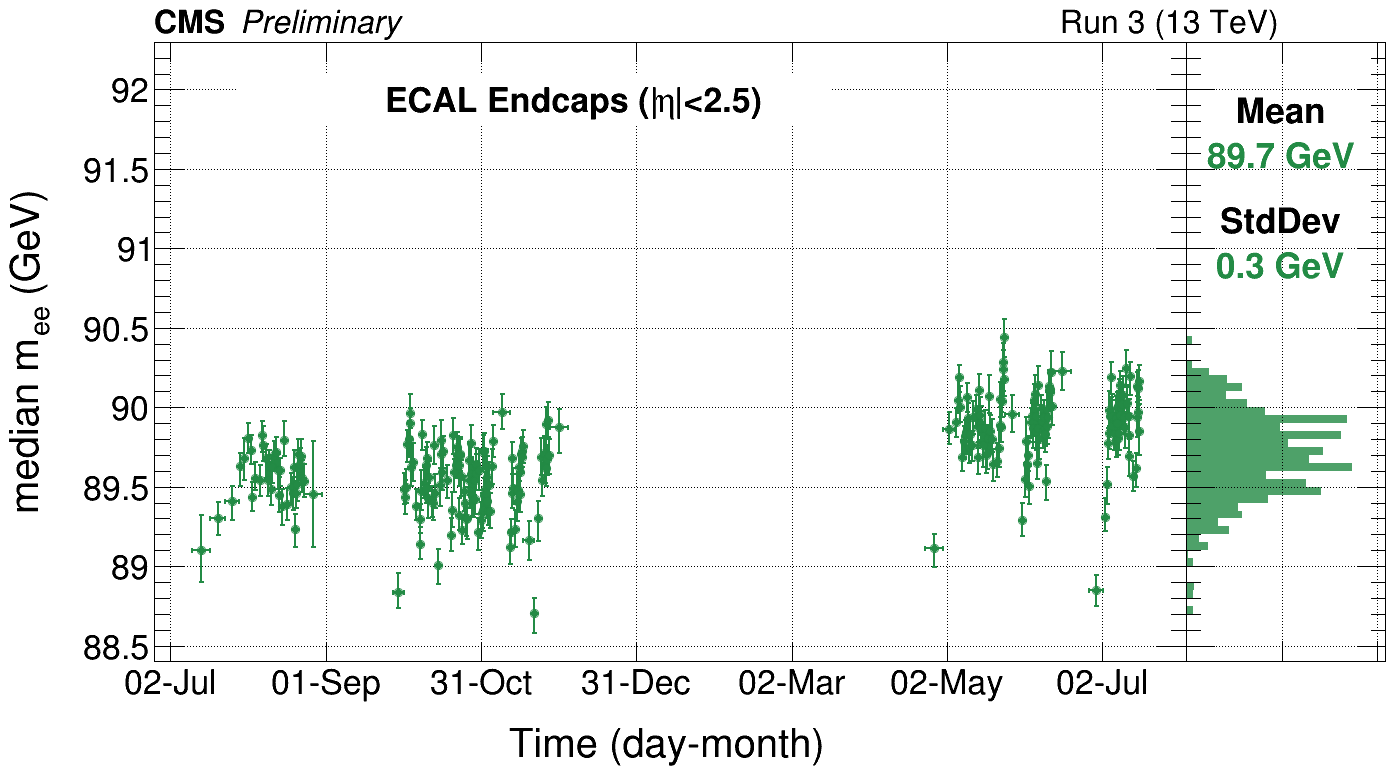 CMS Preliminary
Run 3 (13 TeV)
ECAL Endcaps (|η|<2.5)
Mean
89.7 GeV
StdDev
0.3 GeV
median mee (GeV)
92
91.5
91
90.5
90
89.5
89
88.5
02-Jul 01-Sep 31-Oct 31-Dec 02-Mar 02-May 02-Jul
Time (day-month)